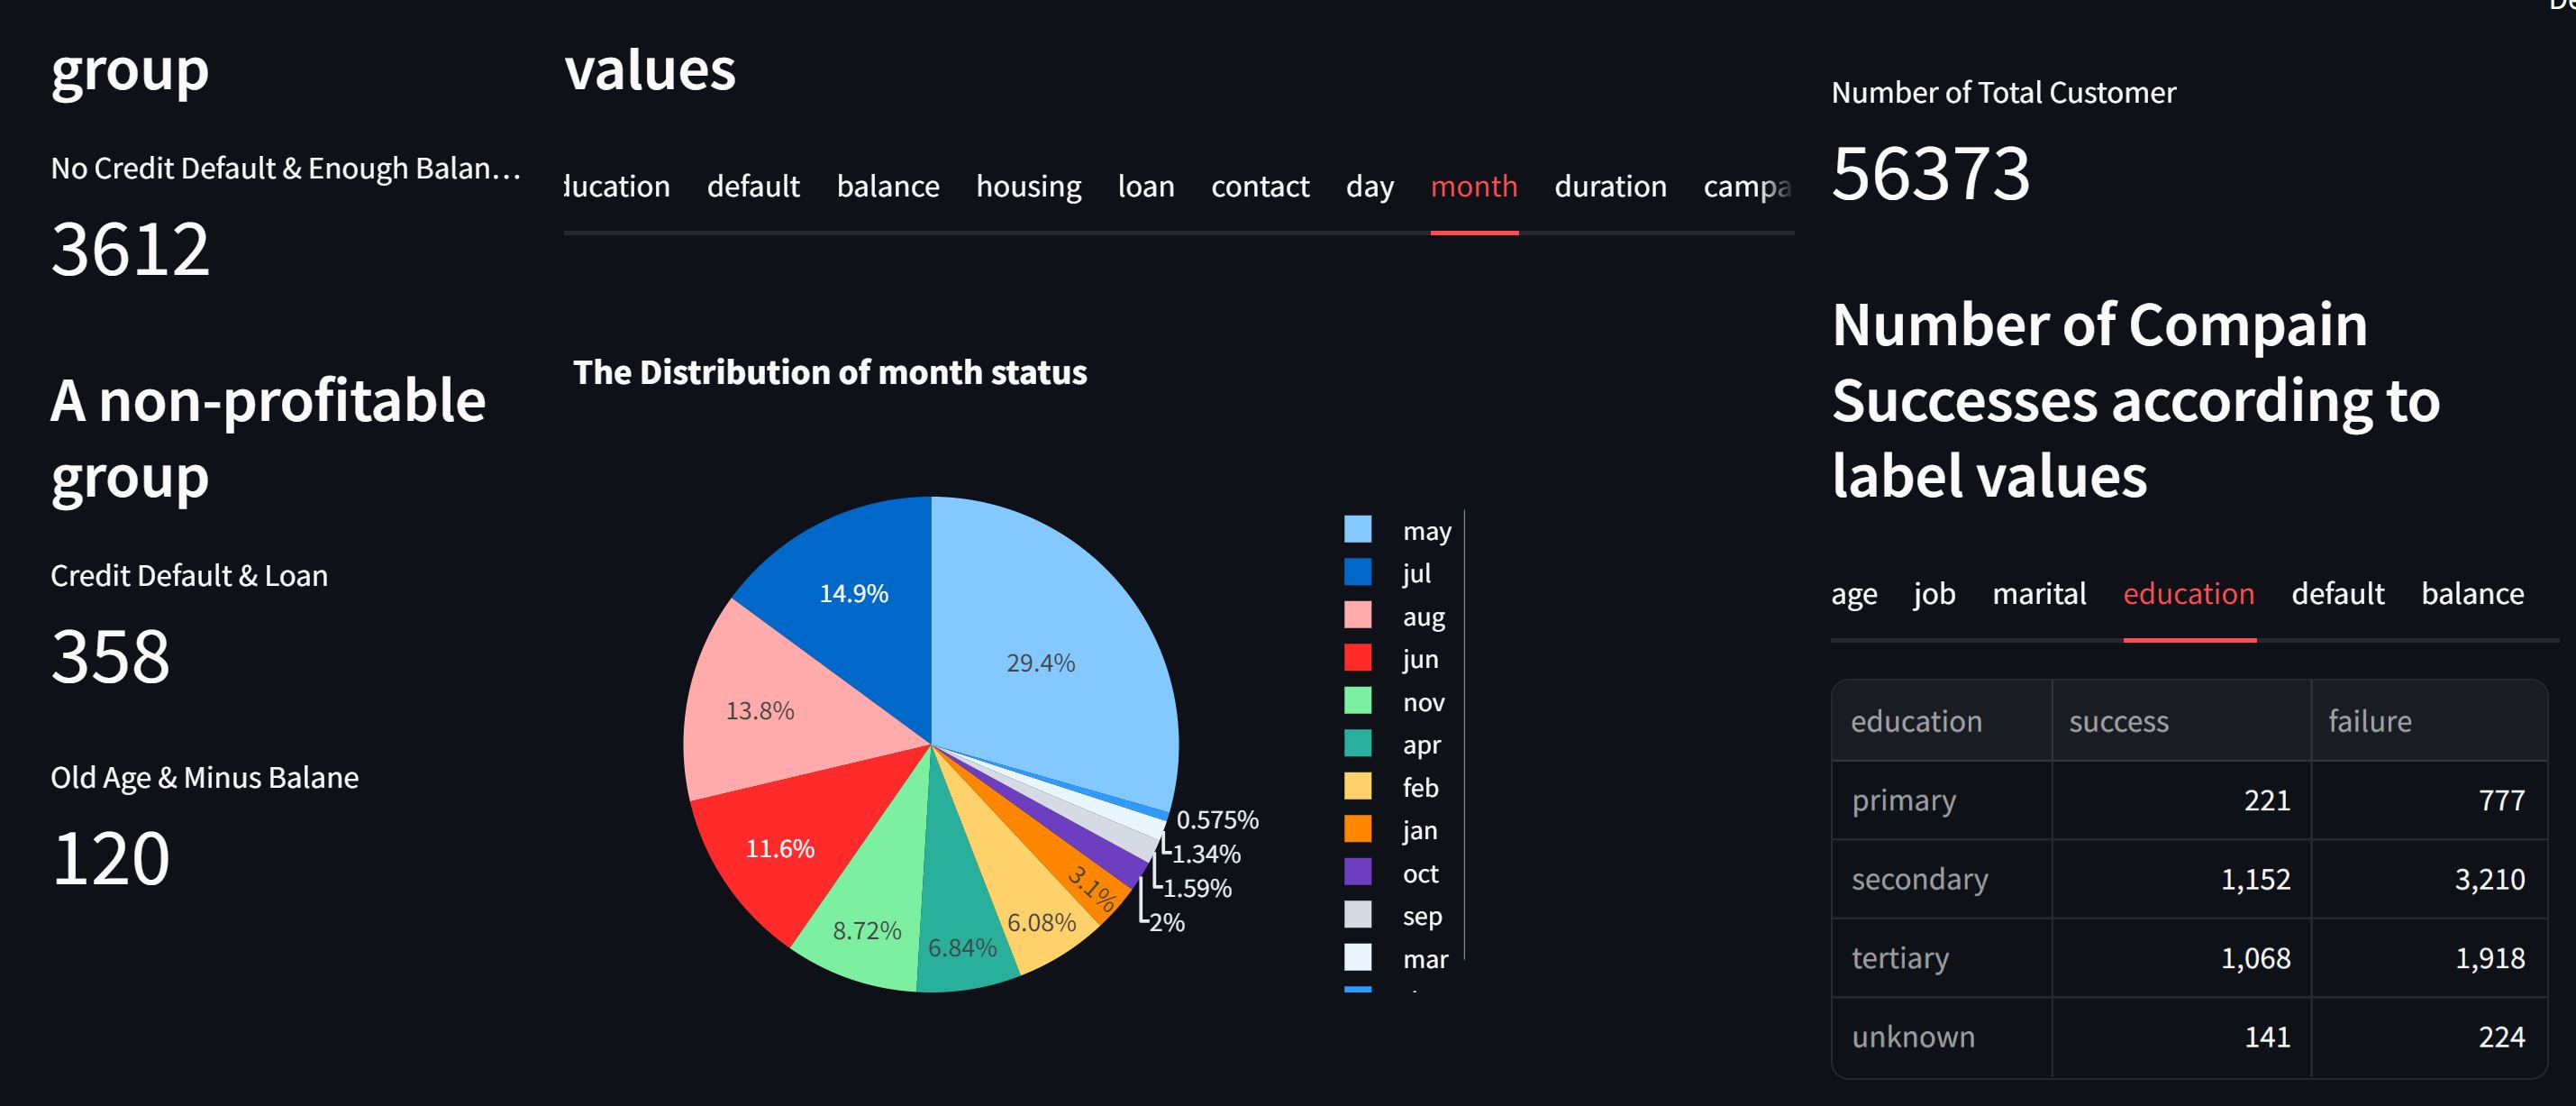 group
No Credit Default & Enough Balan…
3612
A non-profitable
group
Credit Default & Loan
358
Old Age & Minus Balane
120
values
ducation default balance housing loan contact day month duration campa
The Distribution of month status
14.9%
29.4%
13.8%
11.6%
8.72%
6.84%
6.08%
3.1%
0.575%
1.34%
1.59%
2%
may
jul
aug
jun
nov
apr
feb
jan
oct
sep
mar
Number of Total Customer
56373
Number of Compain
Successes according to
label values
age job marital education default balance
education success failure
primary 221 777
secondary 1,152 3,210
tertiary 1,068 1,918
unknown 141 224